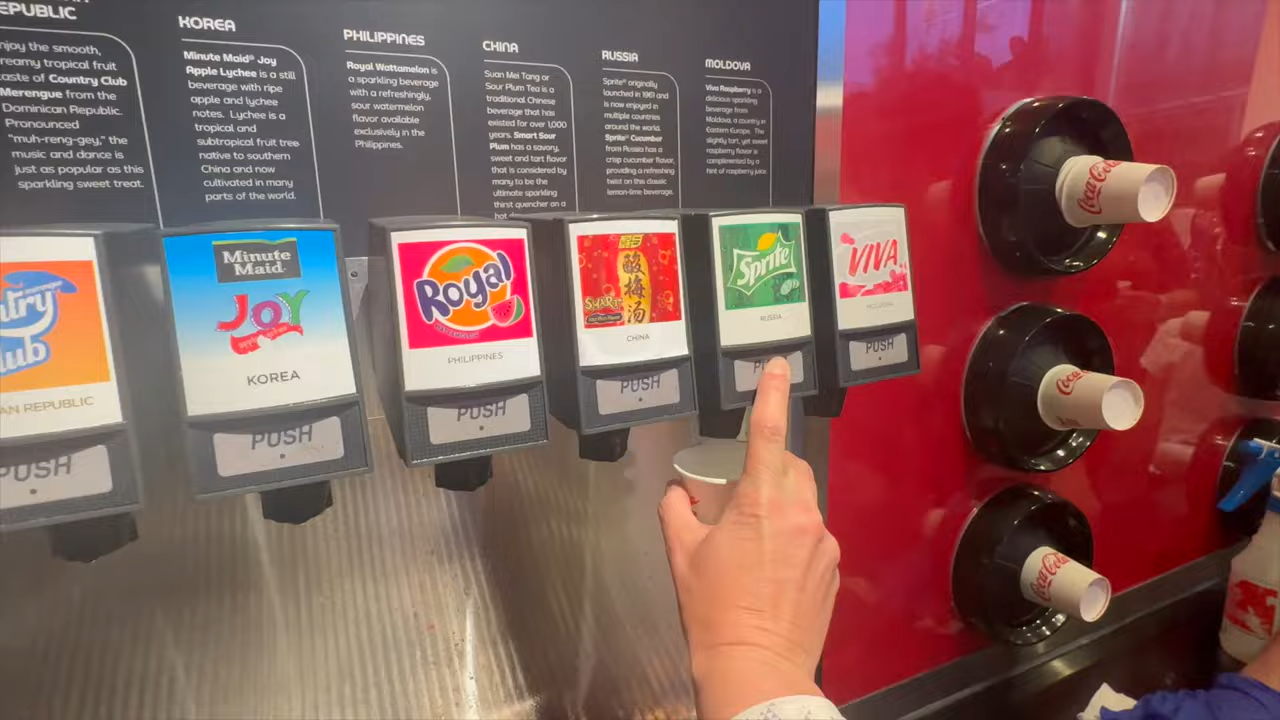 EPUBLIC
njoy the smooth,
reamy tropical fruit
aste of Country Club
Merengue from the
Dominican Republic.
Pronounced
"muh-reng-gey," the
music and dance is
just as popular as this
sparkling sweet treat.
KOREA
Minute Maid® Joy
Apple Lychee is a still
beverage with ripe
apple and lychee
notes. Lychee is a
tropical and
subtropical fruit tree
native to southern
China and now
cultivated in many
parts of the world.
PHILIPPINES
Royal Wattamelon is
a sparkling beverage
with a refreshingly,
sour watermelon
flavor available
exclusively in the
Philippines.
CHINA
Suan Mei Tang or
Sour Plum Tea is a
traditional Chinese
beverage that has
existed for over 1,000
years. Smart Sour
Plum has a savory,
sweet and tart flavor
that is considered by
many to be the
ultimate sparkling
thirst quencher on a
hot
RUSSIA
Sprite® originally
launched in 1961 and
is now enjoyed in
multiple countries
around the world.
Sprite® Cucumber
from Russia has a
crisp cucumber flavor,
providing a refreshing
twist on this classic
lemon-lime beverage.
MOLDOVA
Viva Raspberry is a
delicious sparkling
beverage from
Moldova, a country in
Eastern Europe. The
slightly tart, yet sweet
raspberry flavor is
complimented by a
hint of raspberry juice.
ntry
lub
AN REPUBLIC
PUSH
Minute
Maid
JOY
KOREA
PUSH
Royal
WATTAMELON
PHILIPPINES
PUSH
酸梅汤
SMART
CHINA
PUSH
Sprite
RUSSIA
PU
VIVA
MOLDOVA
PUSH
Coca-Cola
Coca-Cola
Coca-Cola